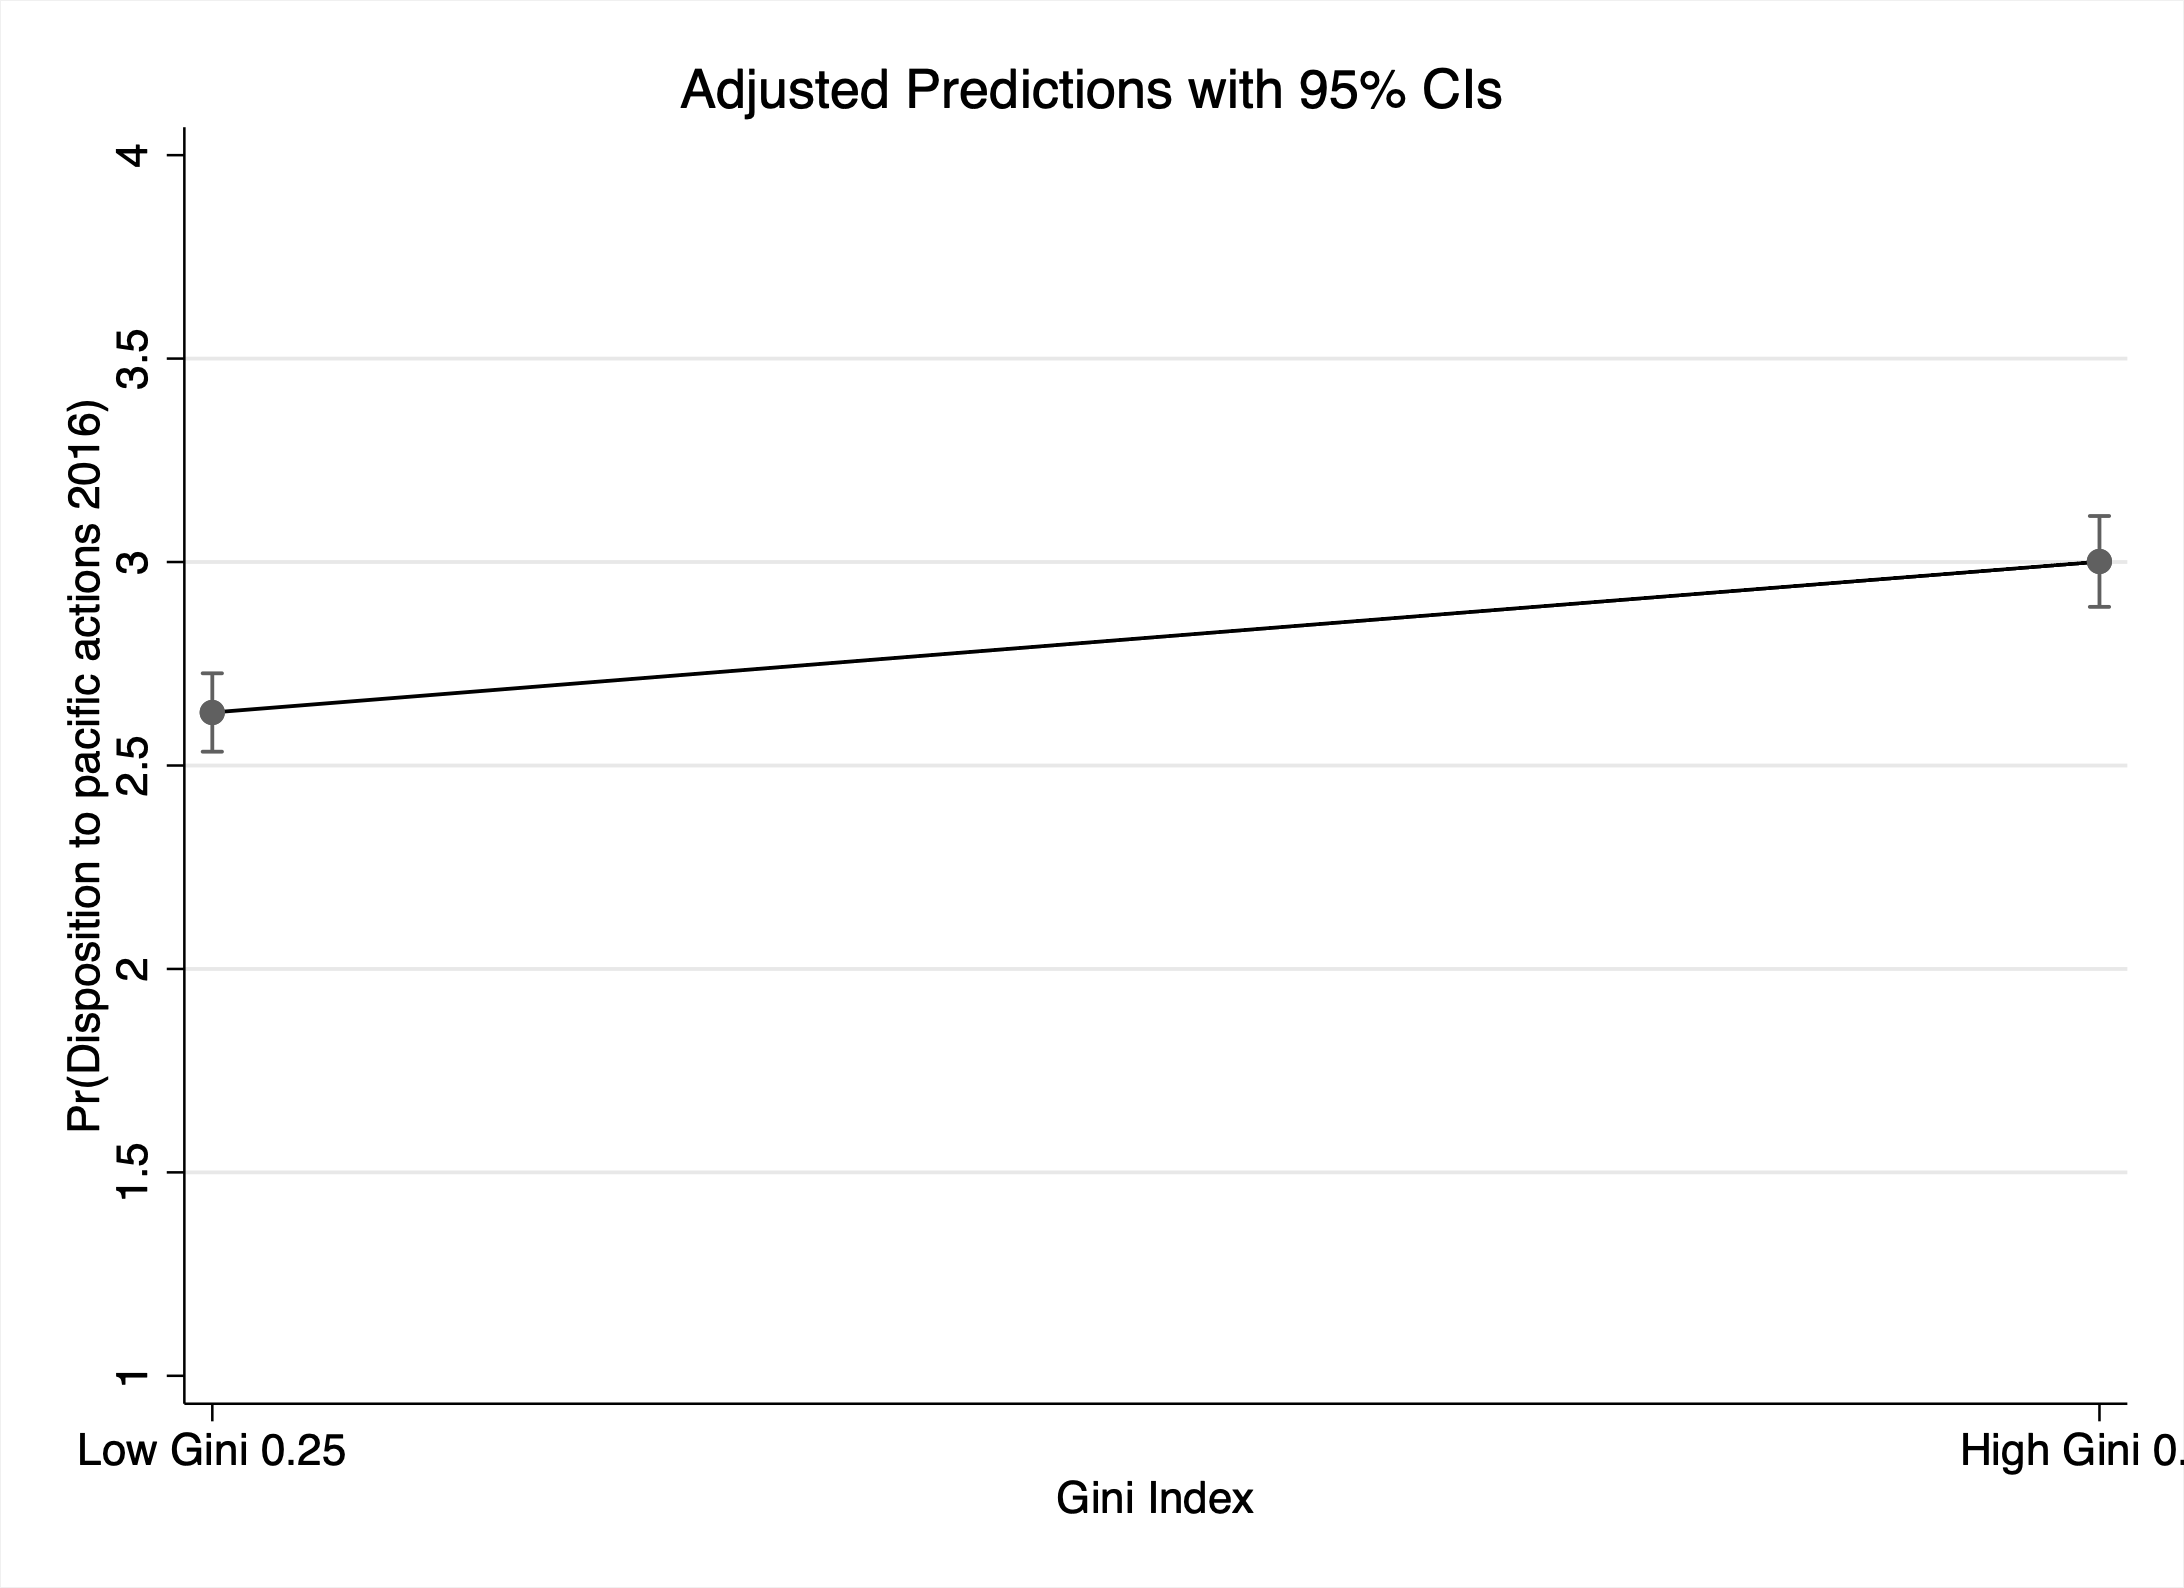 Adjusted Predictions with 95% CIs
Pr(Disposition to pacific actions 2016)
4
3.5
3
2.5
2
1.5
1
Low Gini 0.25
High Gini 0.
Gini Index